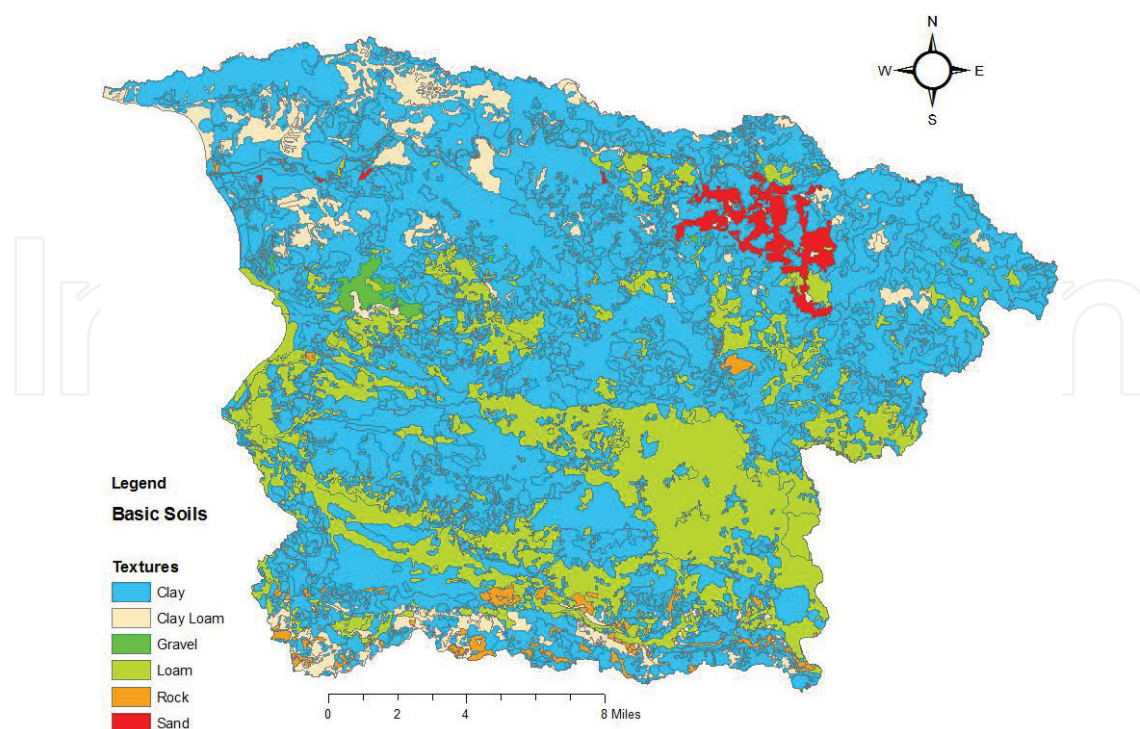 N
W E
S
Legend
Basic Soils
Textures
Clay
Clay Loam
Gravel
Loam
Rock
Sand
0 2 4 8 Miles